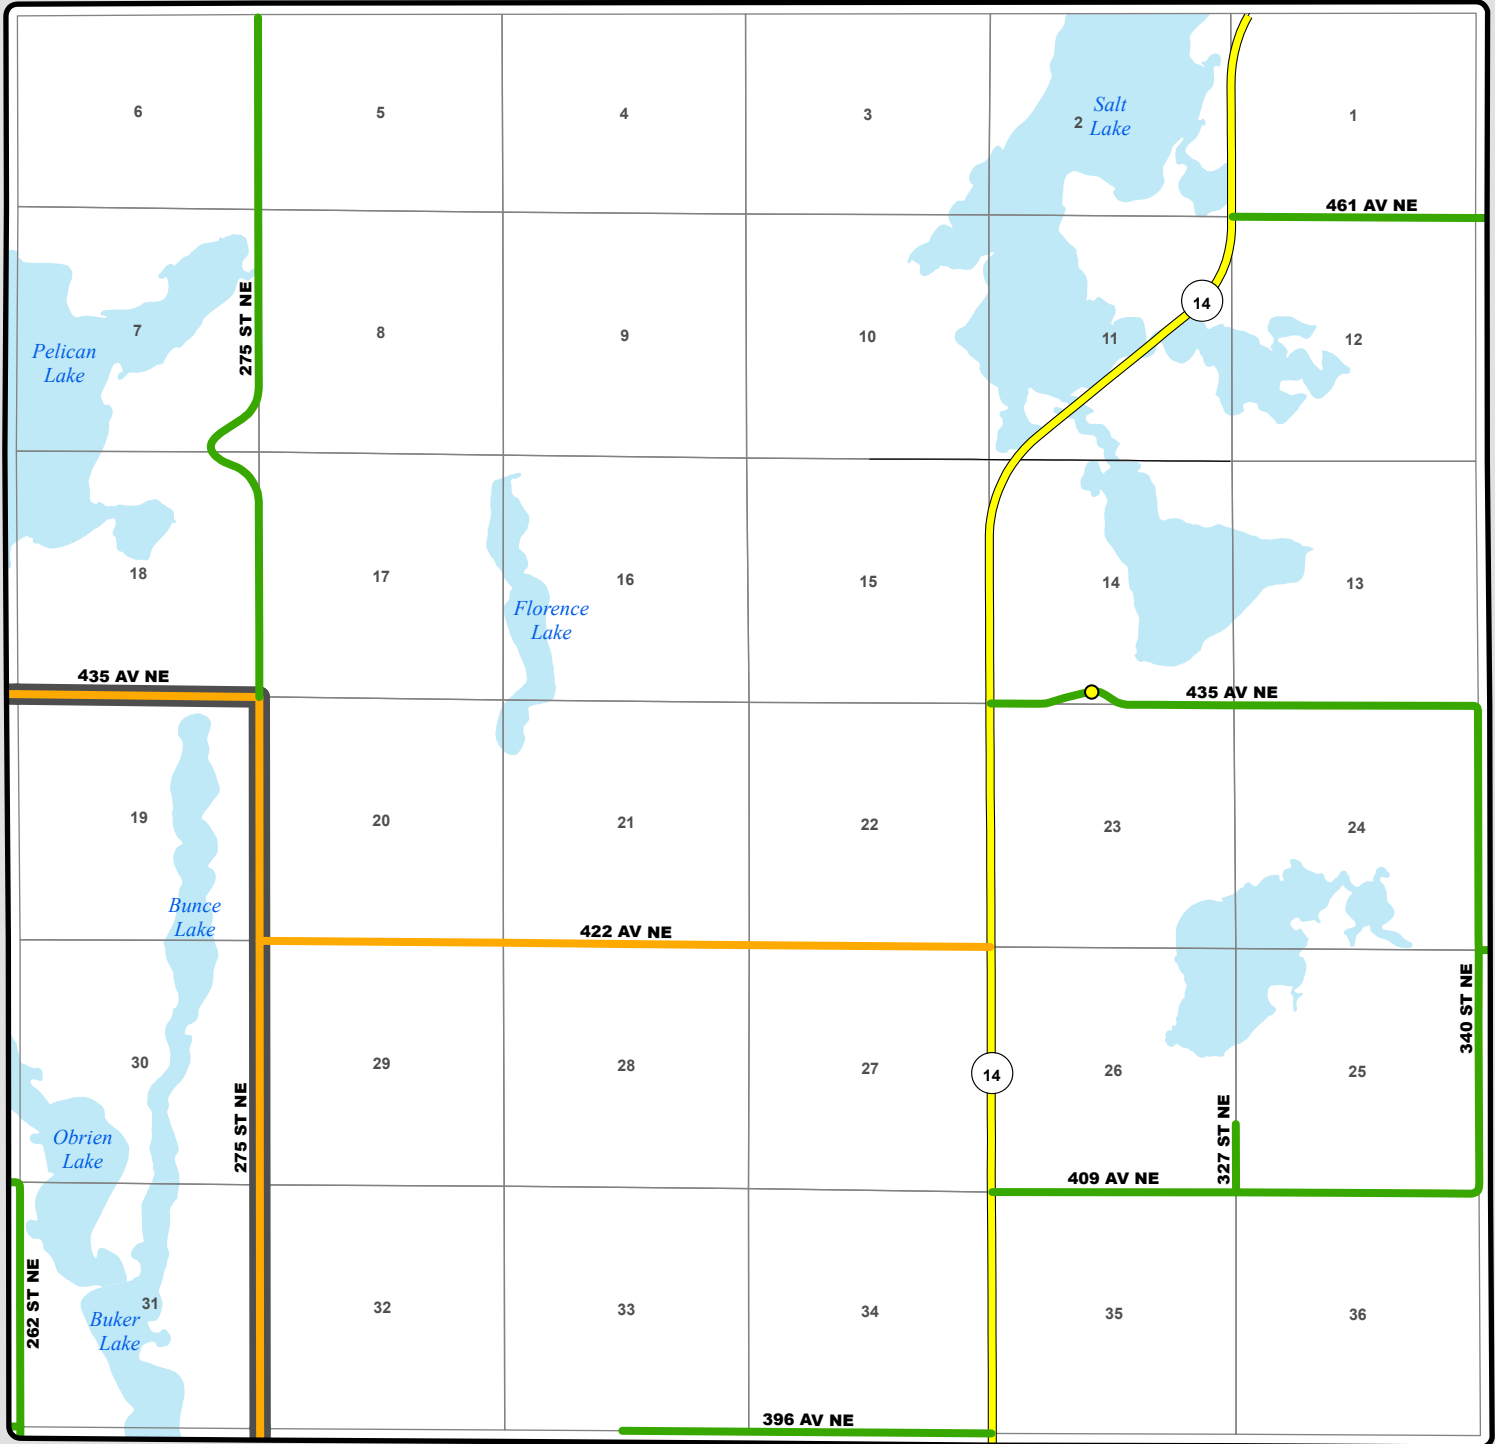 6
5
4
3
2
Salt
Lake
1
461 AV NE
275 ST NE
14
7
8
9
10
11
12
Pelican
Lake
18
17
16
15
14
13
Florence
Lake
435 AV NE
435 AV NE
19
20
21
22
23
24
Bunce
Lake
422 AV NE
340 ST NE
30
29
28
27
14
26
25
275 ST NE
327 ST NE
Obrien
Lake
409 AV NE
262 ST NE
31
32
33
34
35
36
Buker
Lake
396 AV NE